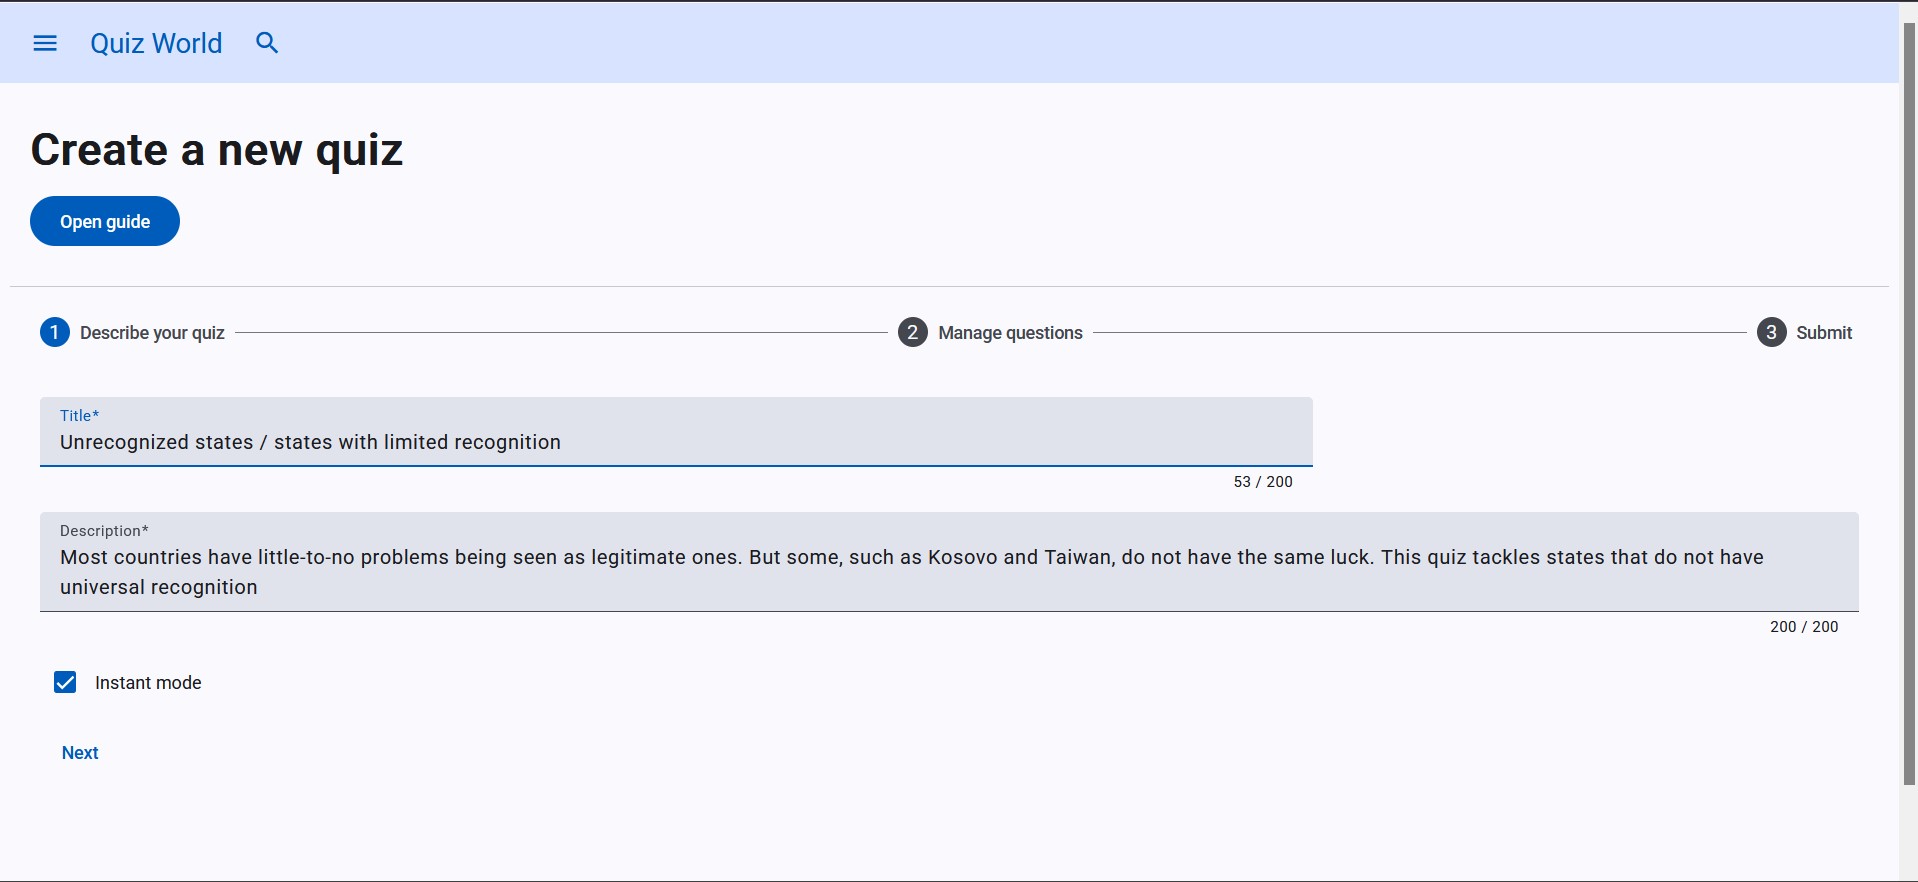 Quiz World
Create a new quiz
Open guide
1 Describe your quiz
2 Manage questions
3 Submit
Title*
Unrecognized states / states with limited recognition
53 / 200
Description*
Most countries have little-to-no problems being seen as legitimate ones. But some, such as Kosovo and Taiwan, do not have the same luck. This quiz tackles states that do not have
universal recognition
200 / 200
Instant mode
Next